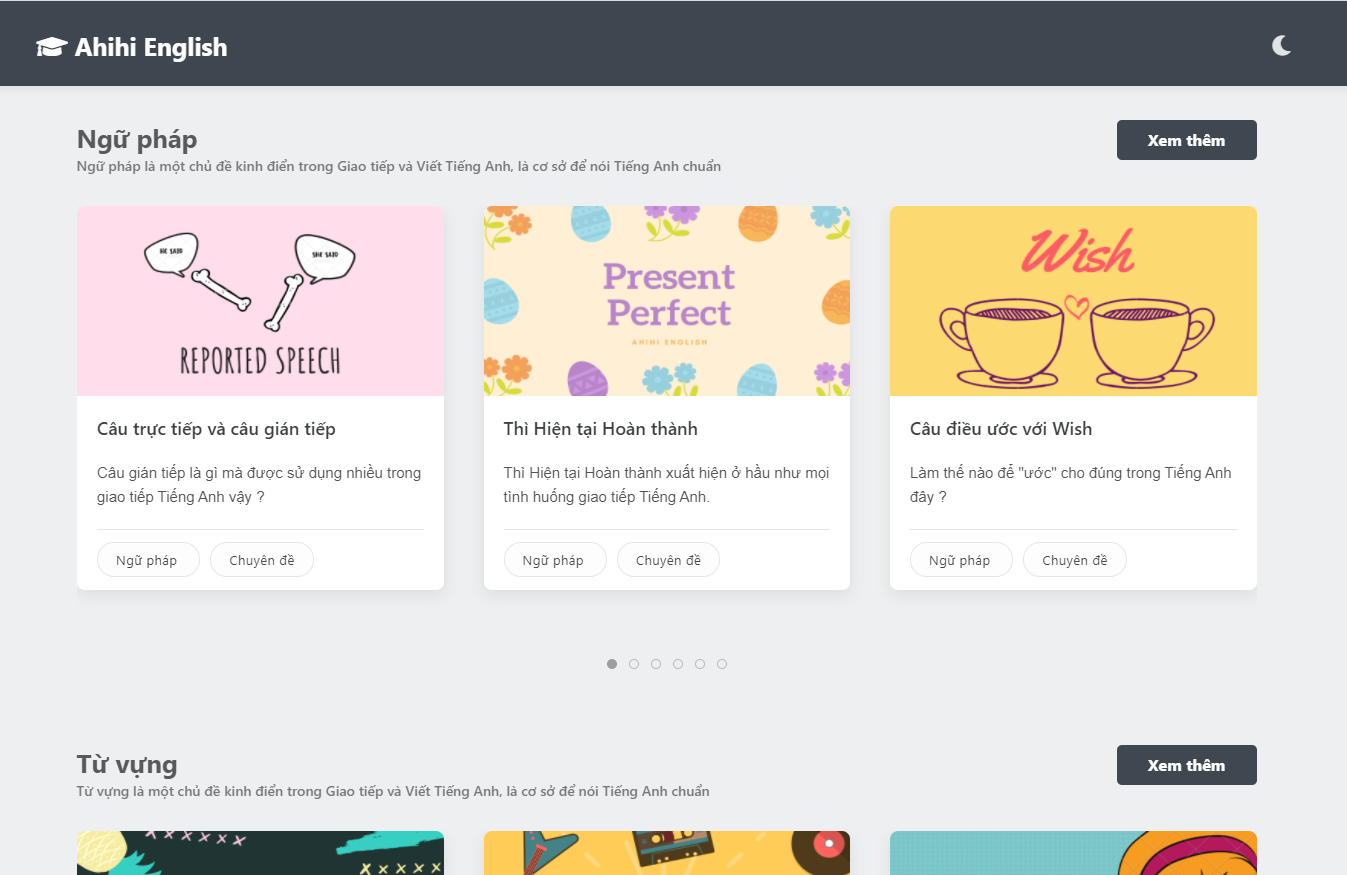 Ahihi English
Ngữ pháp
Xem thêm
Ngữ pháp là một chủ đề kinh điển trong Giao tiếp và Viết Tiếng Anh, là cơ sở để nói Tiếng Anh chuẩn
HE SAID
SHE SAID
REPORTED SPEECH
Câu trực tiếp và câu gián tiếp
Câu gián tiếp là gì mà được sử dụng nhiều trong
giao tiếp Tiếng Anh vậy ?
Ngữ pháp
Chuyên đề
Present
Perfect
AHIHI ENGLISH
Thì Hiện tại Hoàn thành
Thì Hiện tại Hoàn thành xuất hiện ở hầu như mọi
tình huống giao tiếp Tiếng Anh.
Ngữ pháp
Chuyên đề
Wish
Câu điều ước với Wish
Làm thế nào để "ước" cho đúng trong Tiếng Anh
đây ?
Ngữ pháp
Chuyên đề
Từ vựng
Xem thêm
Từ vựng là một chủ đề kinh điển trong Giao tiếp và Viết Tiếng Anh, là cơ sở để nói Tiếng Anh chuẩn